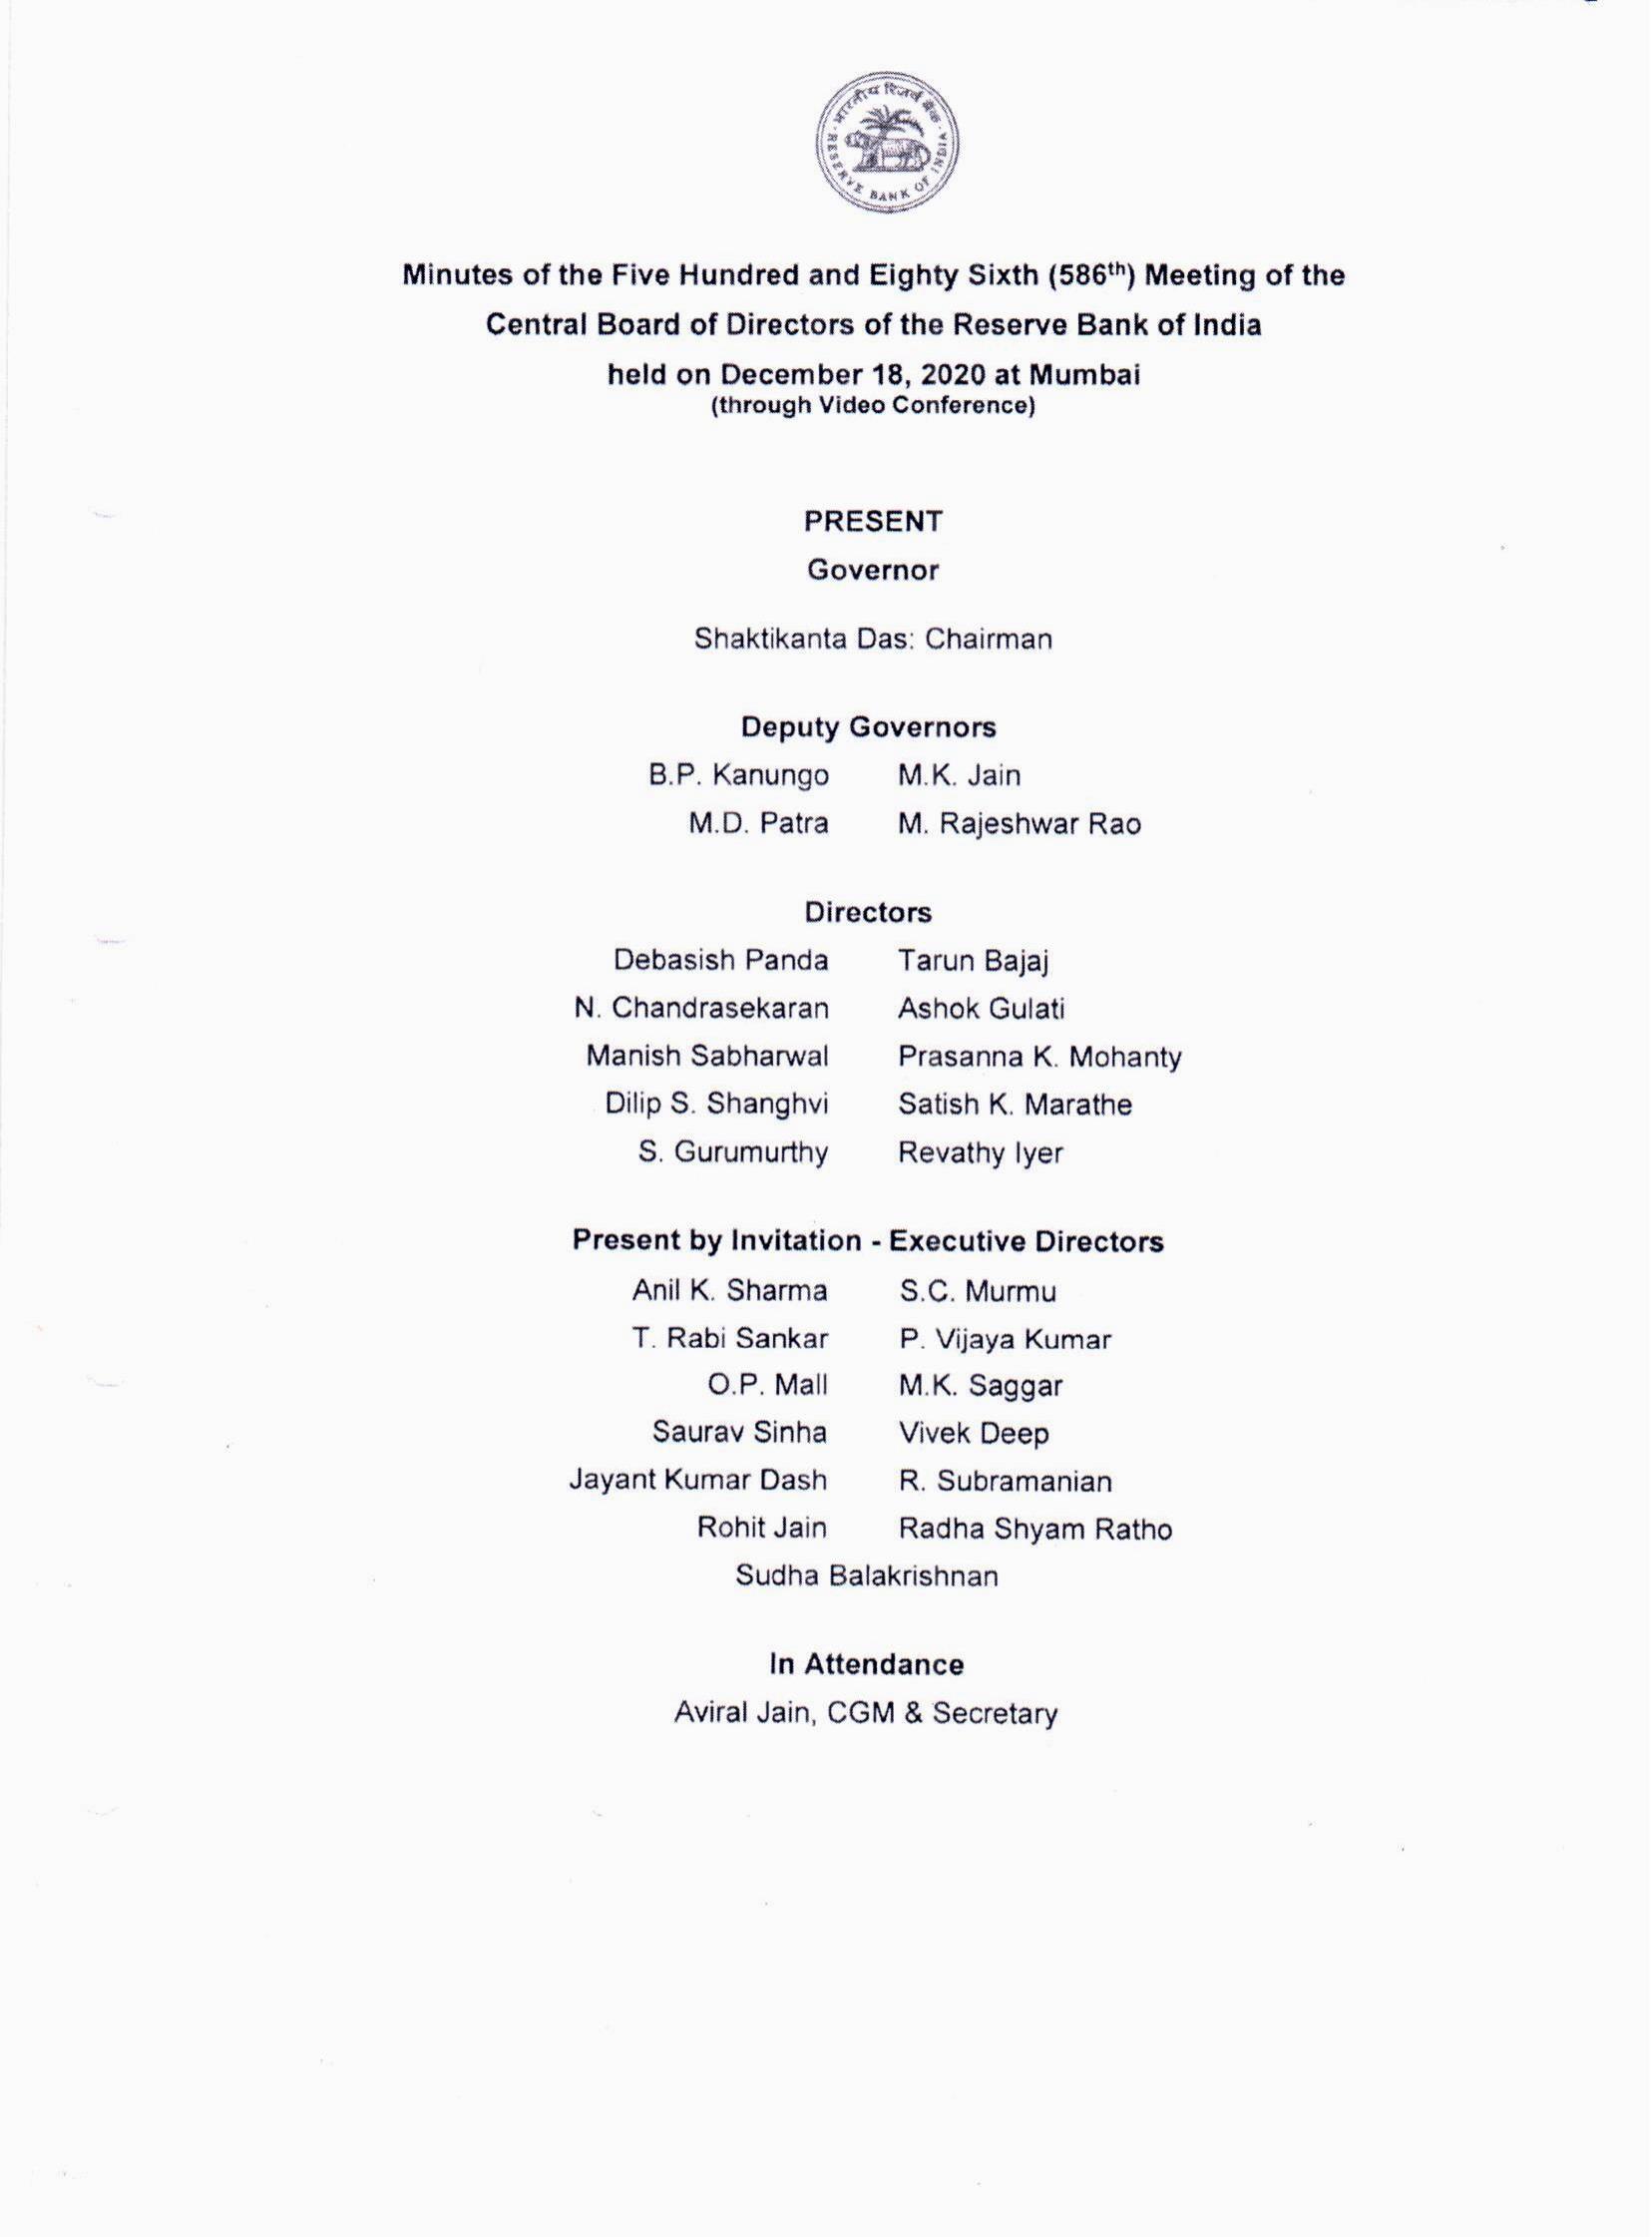 भारतीय रिज़र्व बैंक
RESERVE BANK OF INDIA
Minutes of the Five Hundred and Eighty Sixth (586th) Meeting of the
Central Board of Directors of the Reserve Bank of India
held on December 18, 2020 at Mumbai
(through Video Conference)
PRESENT
Governor
Shaktikanta Das: Chairman
Deputy Governors
B.P. Kanungo M.K. Jain
M.D. Patra M. Rajeshwar Rao
Directors
Debasish Panda Tarun Bajaj
N. Chandrasekaran Ashok Gulati
Manish Sabharwal Prasanna K. Mohanty
Dilip S. Shanghvi Satish K. Marathe
S. Gurumurthy Revathy Iyer
Present by Invitation - Executive Directors
Anil K. Sharma S.C. Murmu
T. Rabi Sankar P. Vijaya Kumar
O.P. Mall M.K. Saggar
Saurav Sinha Vivek Deep
Jayant Kumar Dash R. Subramanian
Rohit Jain Radha Shyam Ratho
Sudha Balakrishnan
In Attendance
Aviral Jain, CGM & Secretary